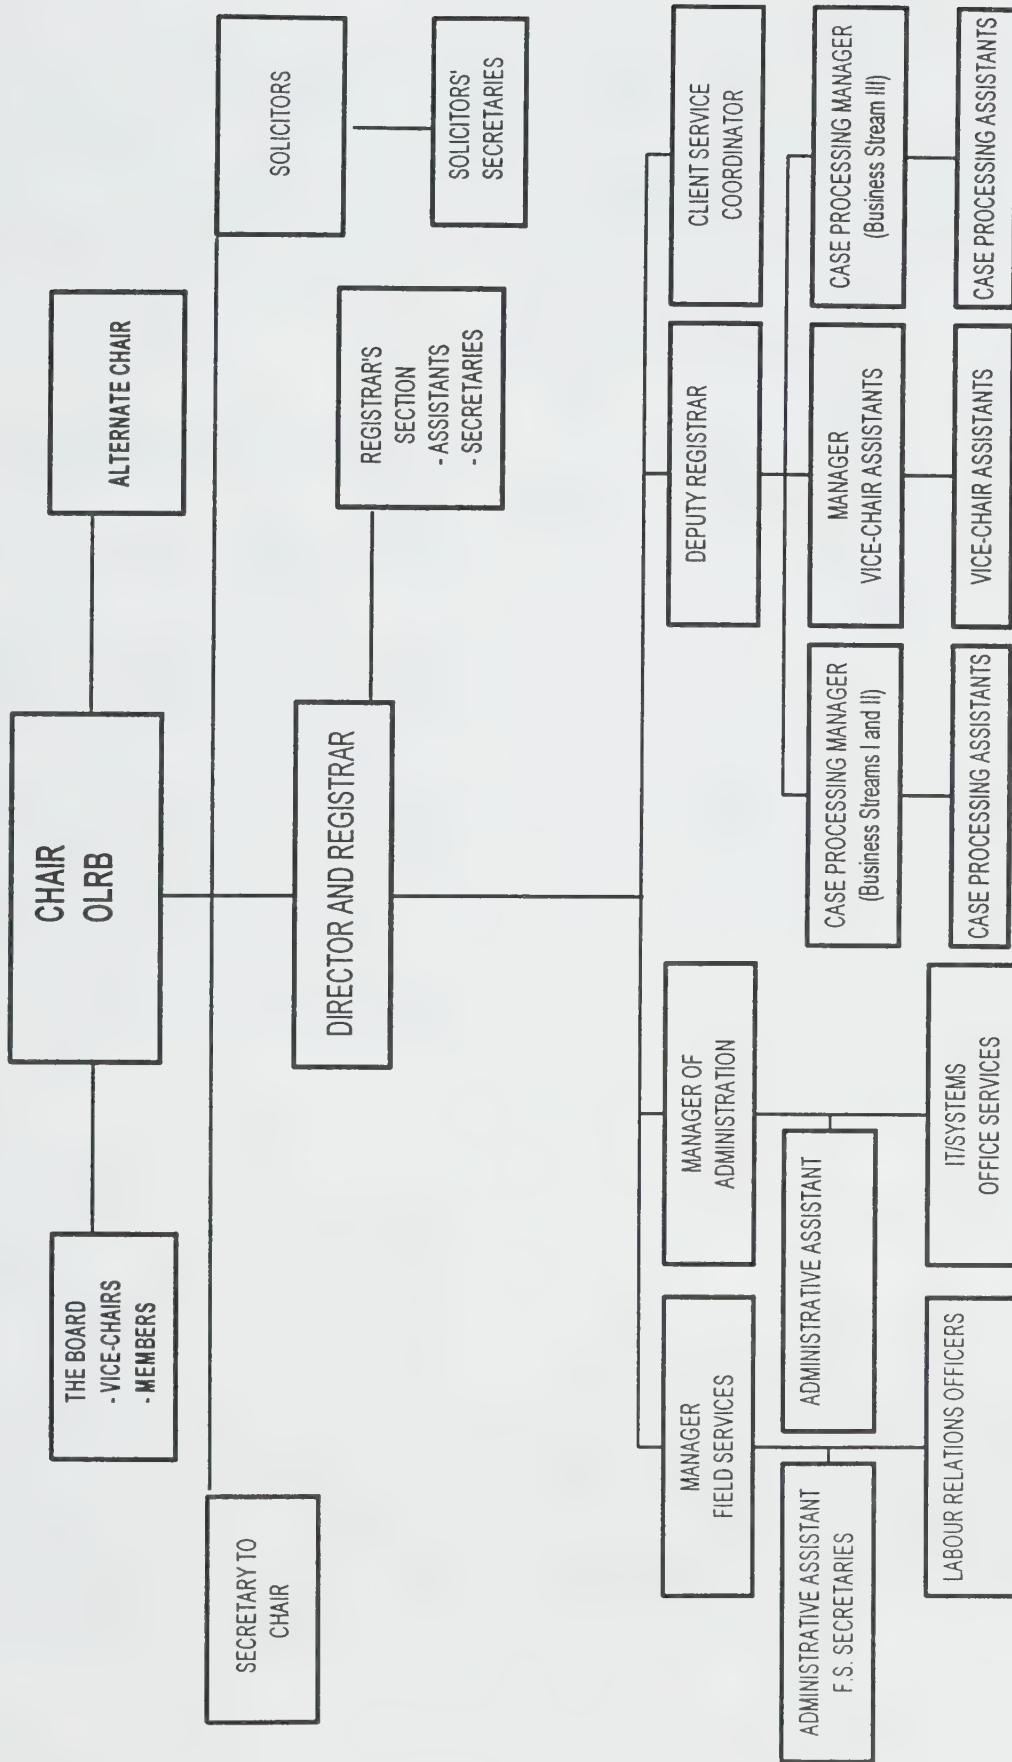 CHAIR
OLRB
THE BOARD
- VICE-CHAIRS
- MEMBERS
ALTERNATE CHAIR
SECRETARY TO
CHAIR
SOLICITORS
SOLICITORS'
SECRETARIES
DIRECTOR AND REGISTRAR
REGISTRAR'S
SECTION
- ASSISTANTS
- SECRETARIES
MANAGER
FIELD SERVICES
MANAGER OF
ADMINISTRATION
DEPUTY REGISTRAR
CLIENT SERVICE
COORDINATOR
ADMINISTRATIVE ASSISTANT
F.S. SECRETARIES
ADMINISTRATIVE ASSISTANT
CASE PROCESSING MANAGER
(Business Streams I and II)
MANAGER
VICE-CHAIR ASSISTANTS
CASE PROCESSING MANAGER
(Business Stream III)
LABOUR RELATIONS OFFICERS
IT/SYSTEMS
OFFICE SERVICES
CASE PROCESSING ASSISTANTS
VICE-CHAIR ASSISTANTS
CASE PROCESSING ASSISTANTS